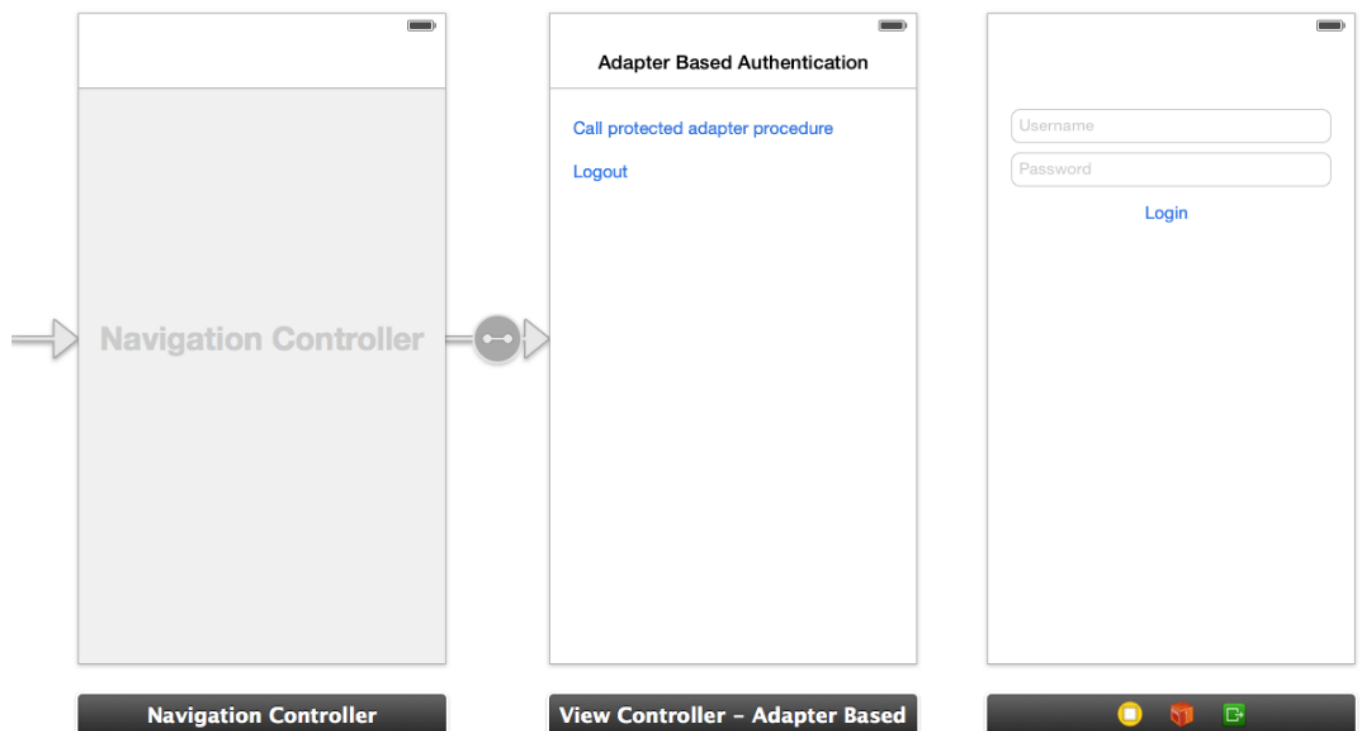 Navigation Controller
Navigation Controller
Adapter Based Authentication
Call protected adapter procedure
Logout
View Controller – Adapter Based
Username
Password
Login